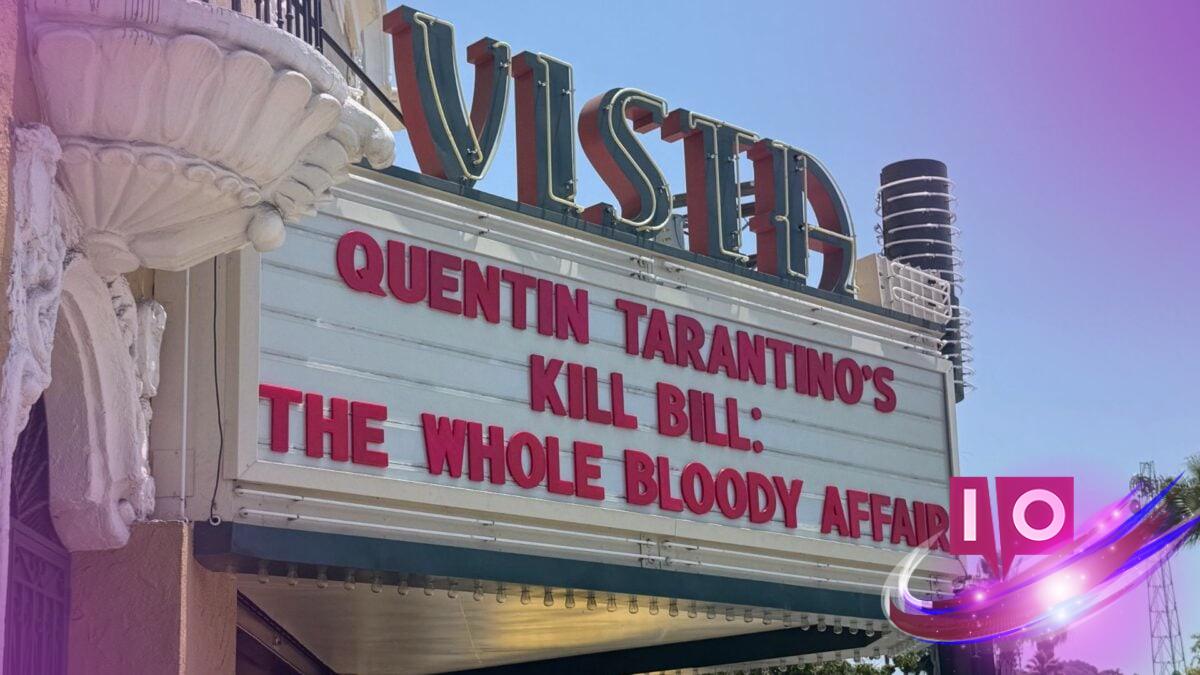 VISTA
QUENTIN TARANTINO'S
KILL BILL:
THE WHOLE BLOODY AFFAIR
IO